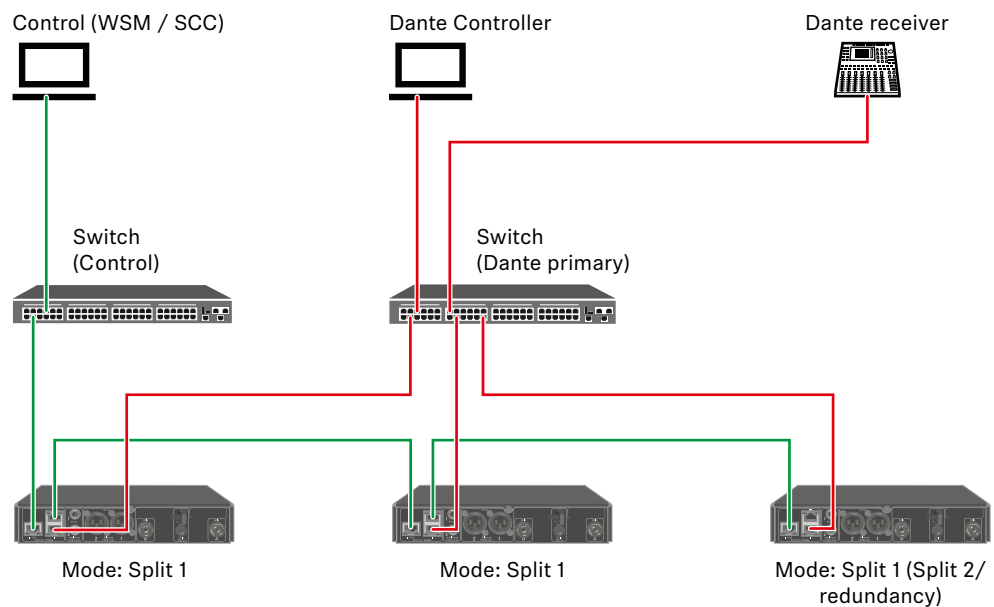 Control (WSM / SCC)
Dante Controller
Dante receiver
Switch
(Control)
Switch
(Dante primary)
Mode: Split 1
Mode: Split 1
Mode: Split 1 (Split 2/
redundancy)